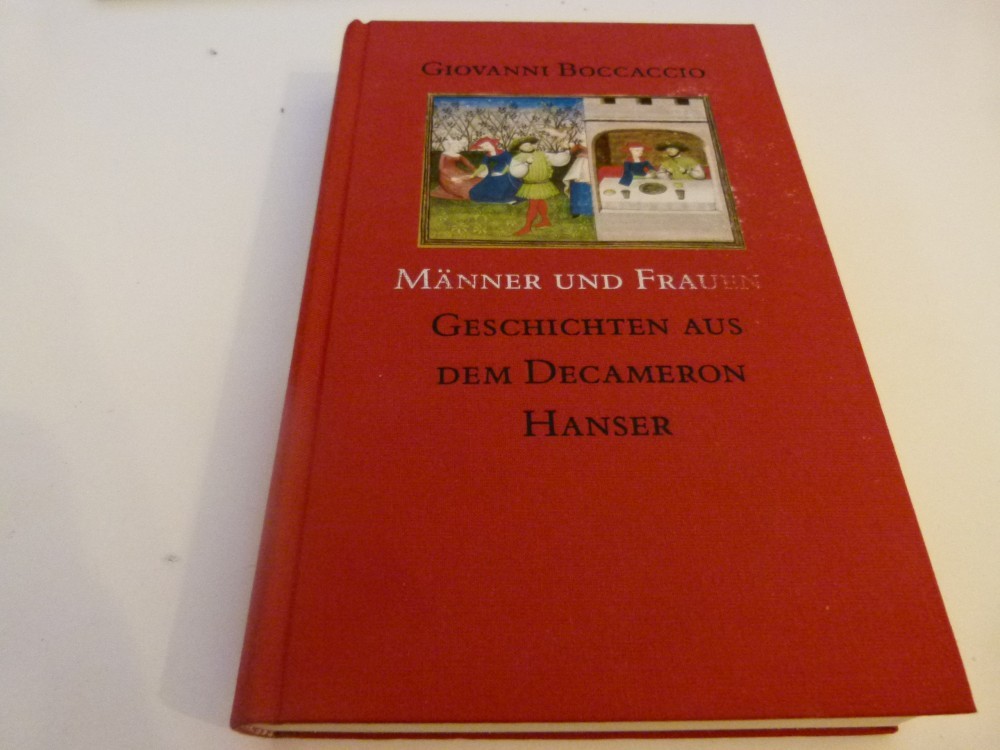 GIOVANNI BOCCACCIO
MÄNNER UND FRAUEN
GESCHICHTEN AUS
DEM DECAMERON
HANSER